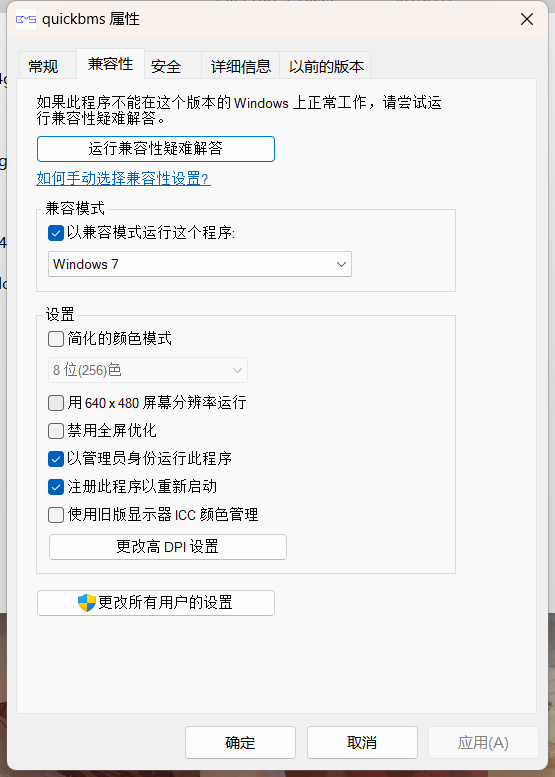 quickbms 属性
常规
兼容性
安全
详细信息
以前的版本
如果此程序不能在这个版本的 Windows 上正常工作，请尝试运
行兼容性疑难解答。
运行兼容性疑难解答
如何手动选择兼容性设置?
兼容模式
以兼容模式运行这个程序:
Windows 7
设置
简化的颜色模式
8 位(256)色
用 640 x 480 屏幕分辨率运行
禁用全屏优化
以管理员身份运行此程序
注册此程序以重新启动
使用旧版显示器 ICC 颜色管理
更改高 DPI 设置
更改所有用户的设置
确定
取消
应用(A)